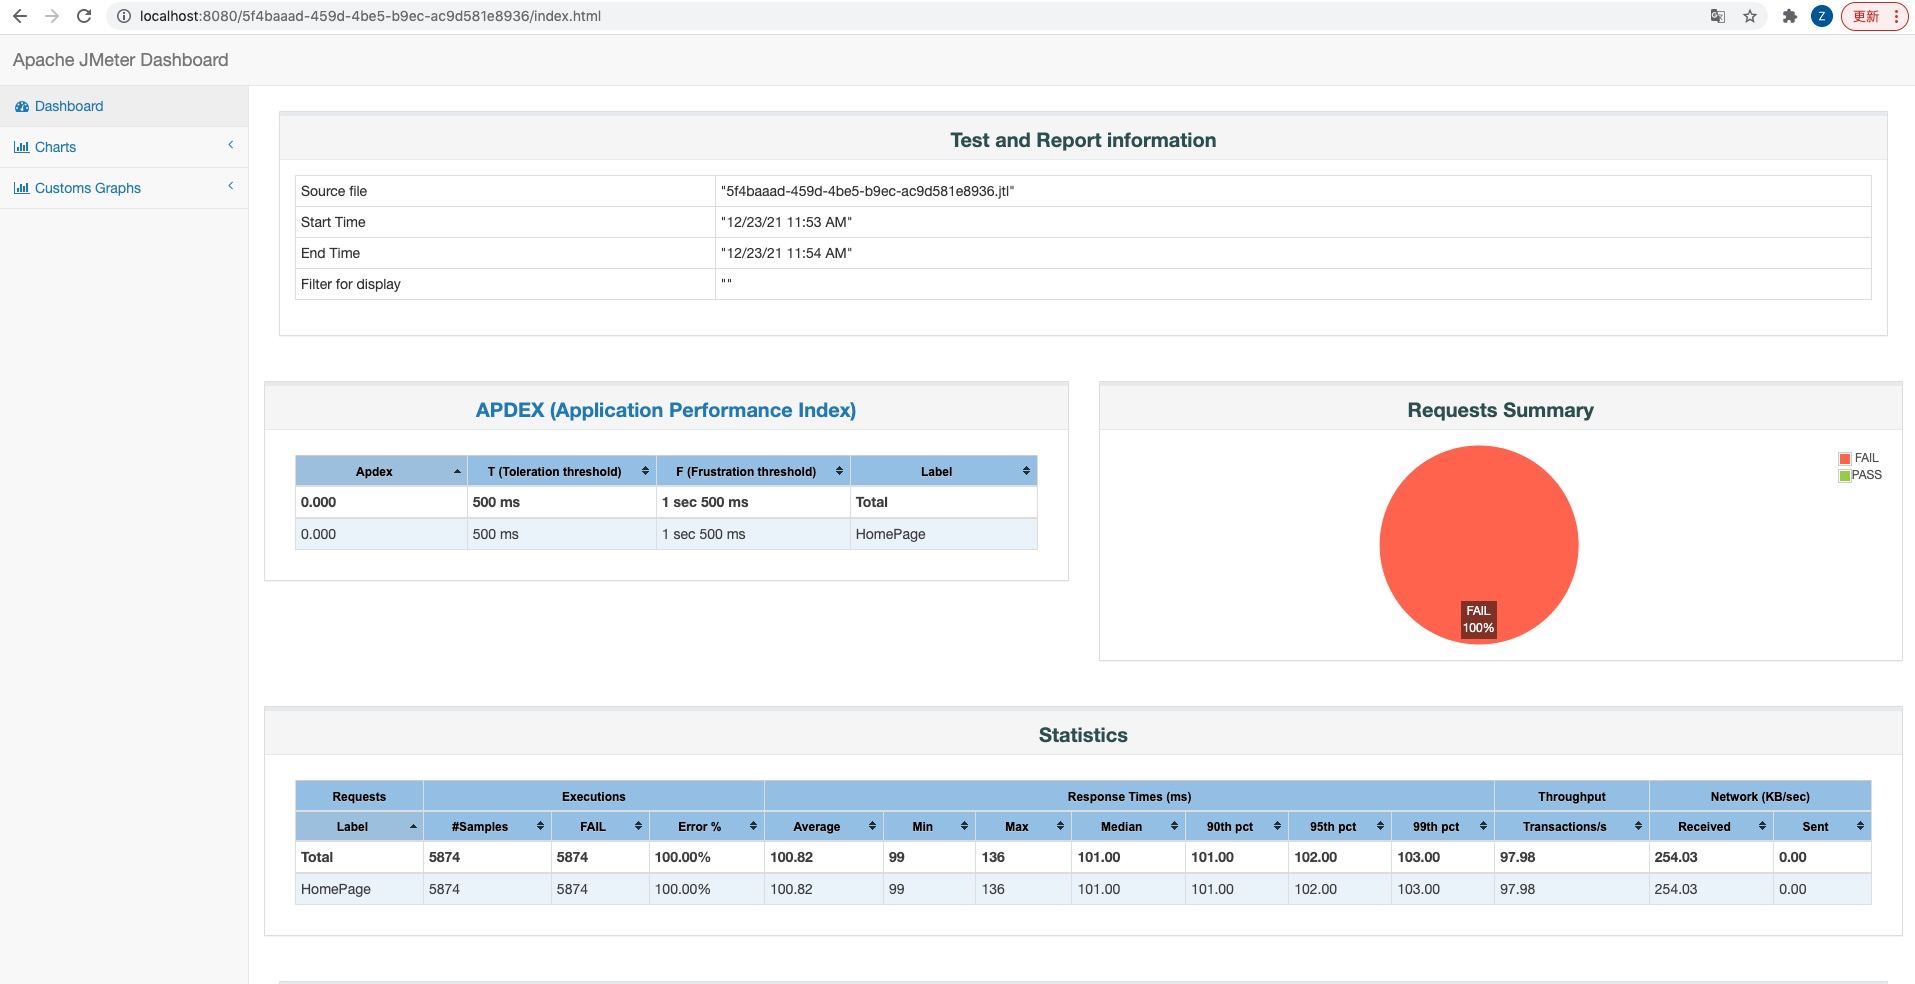 localhost:8080/5f4baaad-459d-4be5-b9ec-ac9d581e8936/index.html
Z
更新
Apache JMeter Dashboard
Dashboard
Charts
Customs Graphs
Test and Report information
Source file "5f4baaad-459d-4be5-b9ec-ac9d581e8936.jtl"
Start Time "12/23/21 11:53 AM"
End Time "12/23/21 11:54 AM"
Filter for display ""
APDEX (Application Performance Index)
Apdex T (Toleration threshold) F (Frustration threshold) Label
0.000 500 ms 1 sec 500 ms Total
0.000 500 ms 1 sec 500 ms HomePage
Requests Summary
FAIL
PASS
FAIL
100%
Statistics
Requests Executions Response Times (ms) Throughput Network (KB/sec)
Label #Samples FAIL Error % Average Min Max Median 90th pct 95th pct 99th pct Transactions/s Received Sent
Total 5874 5874 100.00% 100.82 99 136 101.00 101.00 102.00 103.00 97.98 254.03 0.00
HomePage 5874 5874 100.00% 100.82 99 136 101.00 101.00 102.00 103.00 97.98 254.03 0.00